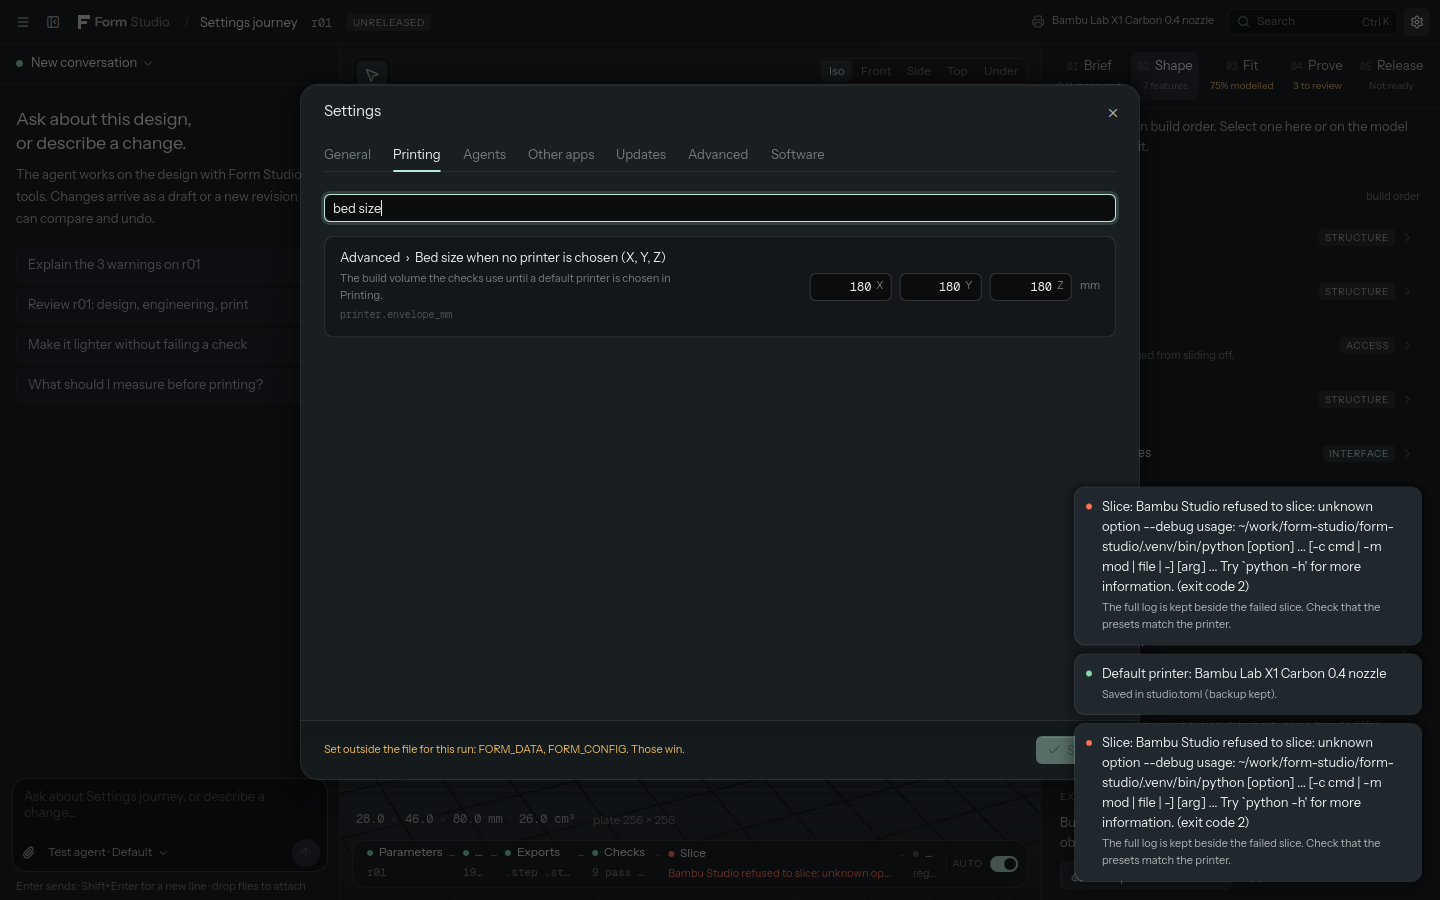 Form Studio / Settings journey r01 UNRELEASED
Bambu Lab X1 Carbon 0.4 nozzle
Search Ctrl K
New conversation
Ask about this design,
or describe a change.
The agent works on the design with Form Studio
tools. Changes arrive as a draft or a new revision
can compare and undo.
Explain the 3 warnings on r01
Review r01: design, engineering, print
Make it lighter without failing a check
What should I measure before printing?
Iso Front Side Top Under
01 Brief 02 Shape 03 Fit 04 Prove 05 Release
7 features 75% modelled 3 to review Not ready
n build order. Select one here or on the model
it.
build order
STRUCTURE
STRUCTURE
ad from sliding off.
ACCESS
STRUCTURE
es
INTERFACE
Settings
General Printing Agents Other apps Updates Advanced Software
bed size
Advanced › Bed size when no printer is chosen (X, Y, Z)
The build volume the checks use until a default printer is chosen in
Printing.
printer.envelope_mm
180 X 180 Y 180 Z mm
Set outside the file for this run: FORM_DATA, FORM_CONFIG. Those win.
Slice: Bambu Studio refused to slice: unknown
option --debug usage: ~/work/form-studio/form-
studio/.venv/bin/python [option] ... [-c cmd | -m
mod | file | -] [arg] ... Try `python -h' for more
information. (exit code 2)
The full log is kept beside the failed slice. Check that the
presets match the printer.
Default printer: Bambu Lab X1 Carbon 0.4 nozzle
Saved in studio.toml (backup kept).
Slice: Bambu Studio refused to slice: unknown
option --debug usage: ~/work/form-studio/form-
studio/.venv/bin/python [option] ... [-c cmd | -m
mod | file | -] [arg] ... Try `python -h' for more
information. (exit code 2)
The full log is kept beside the failed slice. Check that the
presets match the printer.
Ask about Settings journey, or describe a
change...
Test agent · Default
Enter sends · Shift+Enter for a new line · drop files to attach
28.0 × 46.0 × 80.0 mm · 26.0 cm³ · plate 256 × 256
Parameters ... ... ... Exports ... Checks ... Slice ... ...
r01 19... .step .st... 9 pass ... Bambu Studio refused to slice: unknown op... reg...
AUTO